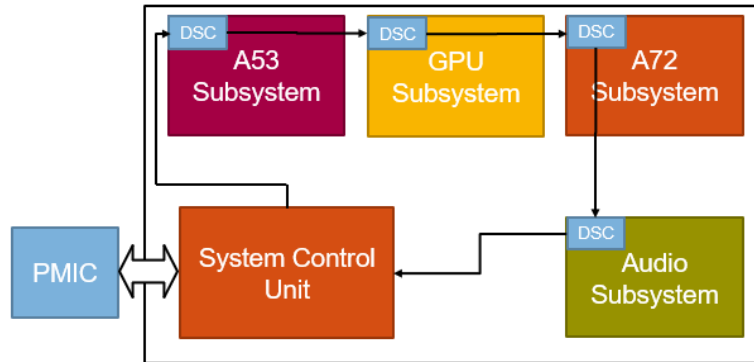 DSC
A53
Subsystem
DSC
GPU
Subsystem
DSC
A72
Subsystem
PMIC
System Control
Unit
DSC
Audio
Subsystem